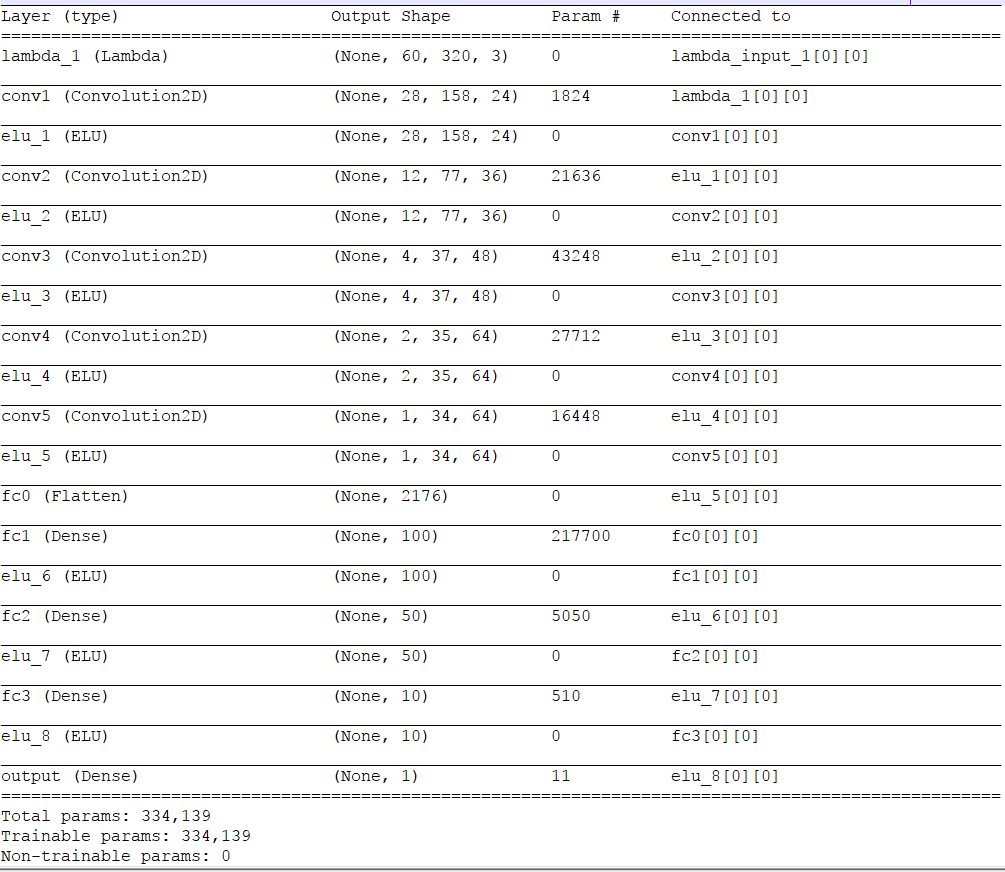 Layer (type) Output Shape Param # Connected to
====================================================================================================
lambda_1 (Lambda) (None, 60, 320, 3) 0 lambda_input_1[0][0]
conv1 (Convolution2D) (None, 28, 158, 24) 1824 lambda_1[0][0]
elu_1 (ELU) (None, 28, 158, 24) 0 conv1[0][0]
conv2 (Convolution2D) (None, 12, 77, 36) 21636 elu_1[0][0]
elu_2 (ELU) (None, 12, 77, 36) 0 conv2[0][0]
conv3 (Convolution2D) (None, 4, 37, 48) 43248 elu_2[0][0]
elu_3 (ELU) (None, 4, 37, 48) 0 conv3[0][0]
conv4 (Convolution2D) (None, 2, 35, 64) 27712 elu_3[0][0]
elu_4 (ELU) (None, 2, 35, 64) 0 conv4[0][0]
conv5 (Convolution2D) (None, 1, 34, 64) 16448 elu_4[0][0]
elu_5 (ELU) (None, 1, 34, 64) 0 conv5[0][0]
fc0 (Flatten) (None, 2176) 0 elu_5[0][0]
fc1 (Dense) (None, 100) 217700 fc0[0][0]
elu_6 (ELU) (None, 100) 0 fc1[0][0]
fc2 (Dense) (None, 50) 5050 elu_6[0][0]
elu_7 (ELU) (None, 50) 0 fc2[0][0]
fc3 (Dense) (None, 10) 510 elu_7[0][0]
elu_8 (ELU) (None, 10) 0 fc3[0][0]
output (Dense) (None, 1) 11 elu_8[0][0]
====================================================================================================
Total params: 334,139
Trainable params: 334,139
Non-trainable params: 0